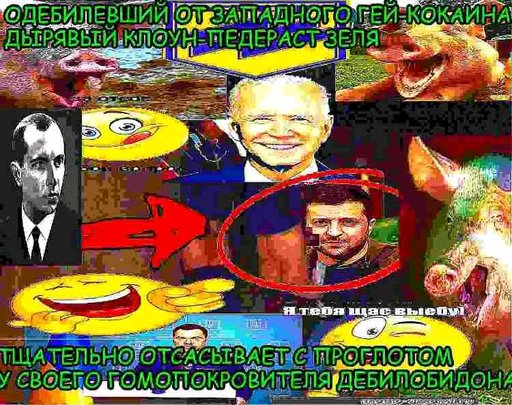 ОДЕБИЛЕВШИЙ ОТ ЗАПАДНОГО ГЕЙ-КОКАИНА
ДЫРЯВЫЙ КЛОУН-ПЕДЕРАСТ ЗЕЛЯ
Я тебя щас выебу!
ТЩАТЕЛЬНО ОТСАСЫВАЕТ С ПРОГЛОТОМ
У СВОЕГО ГОМОПОКРОВИТЕЛЯ ДЕБИЛОБИДОНА